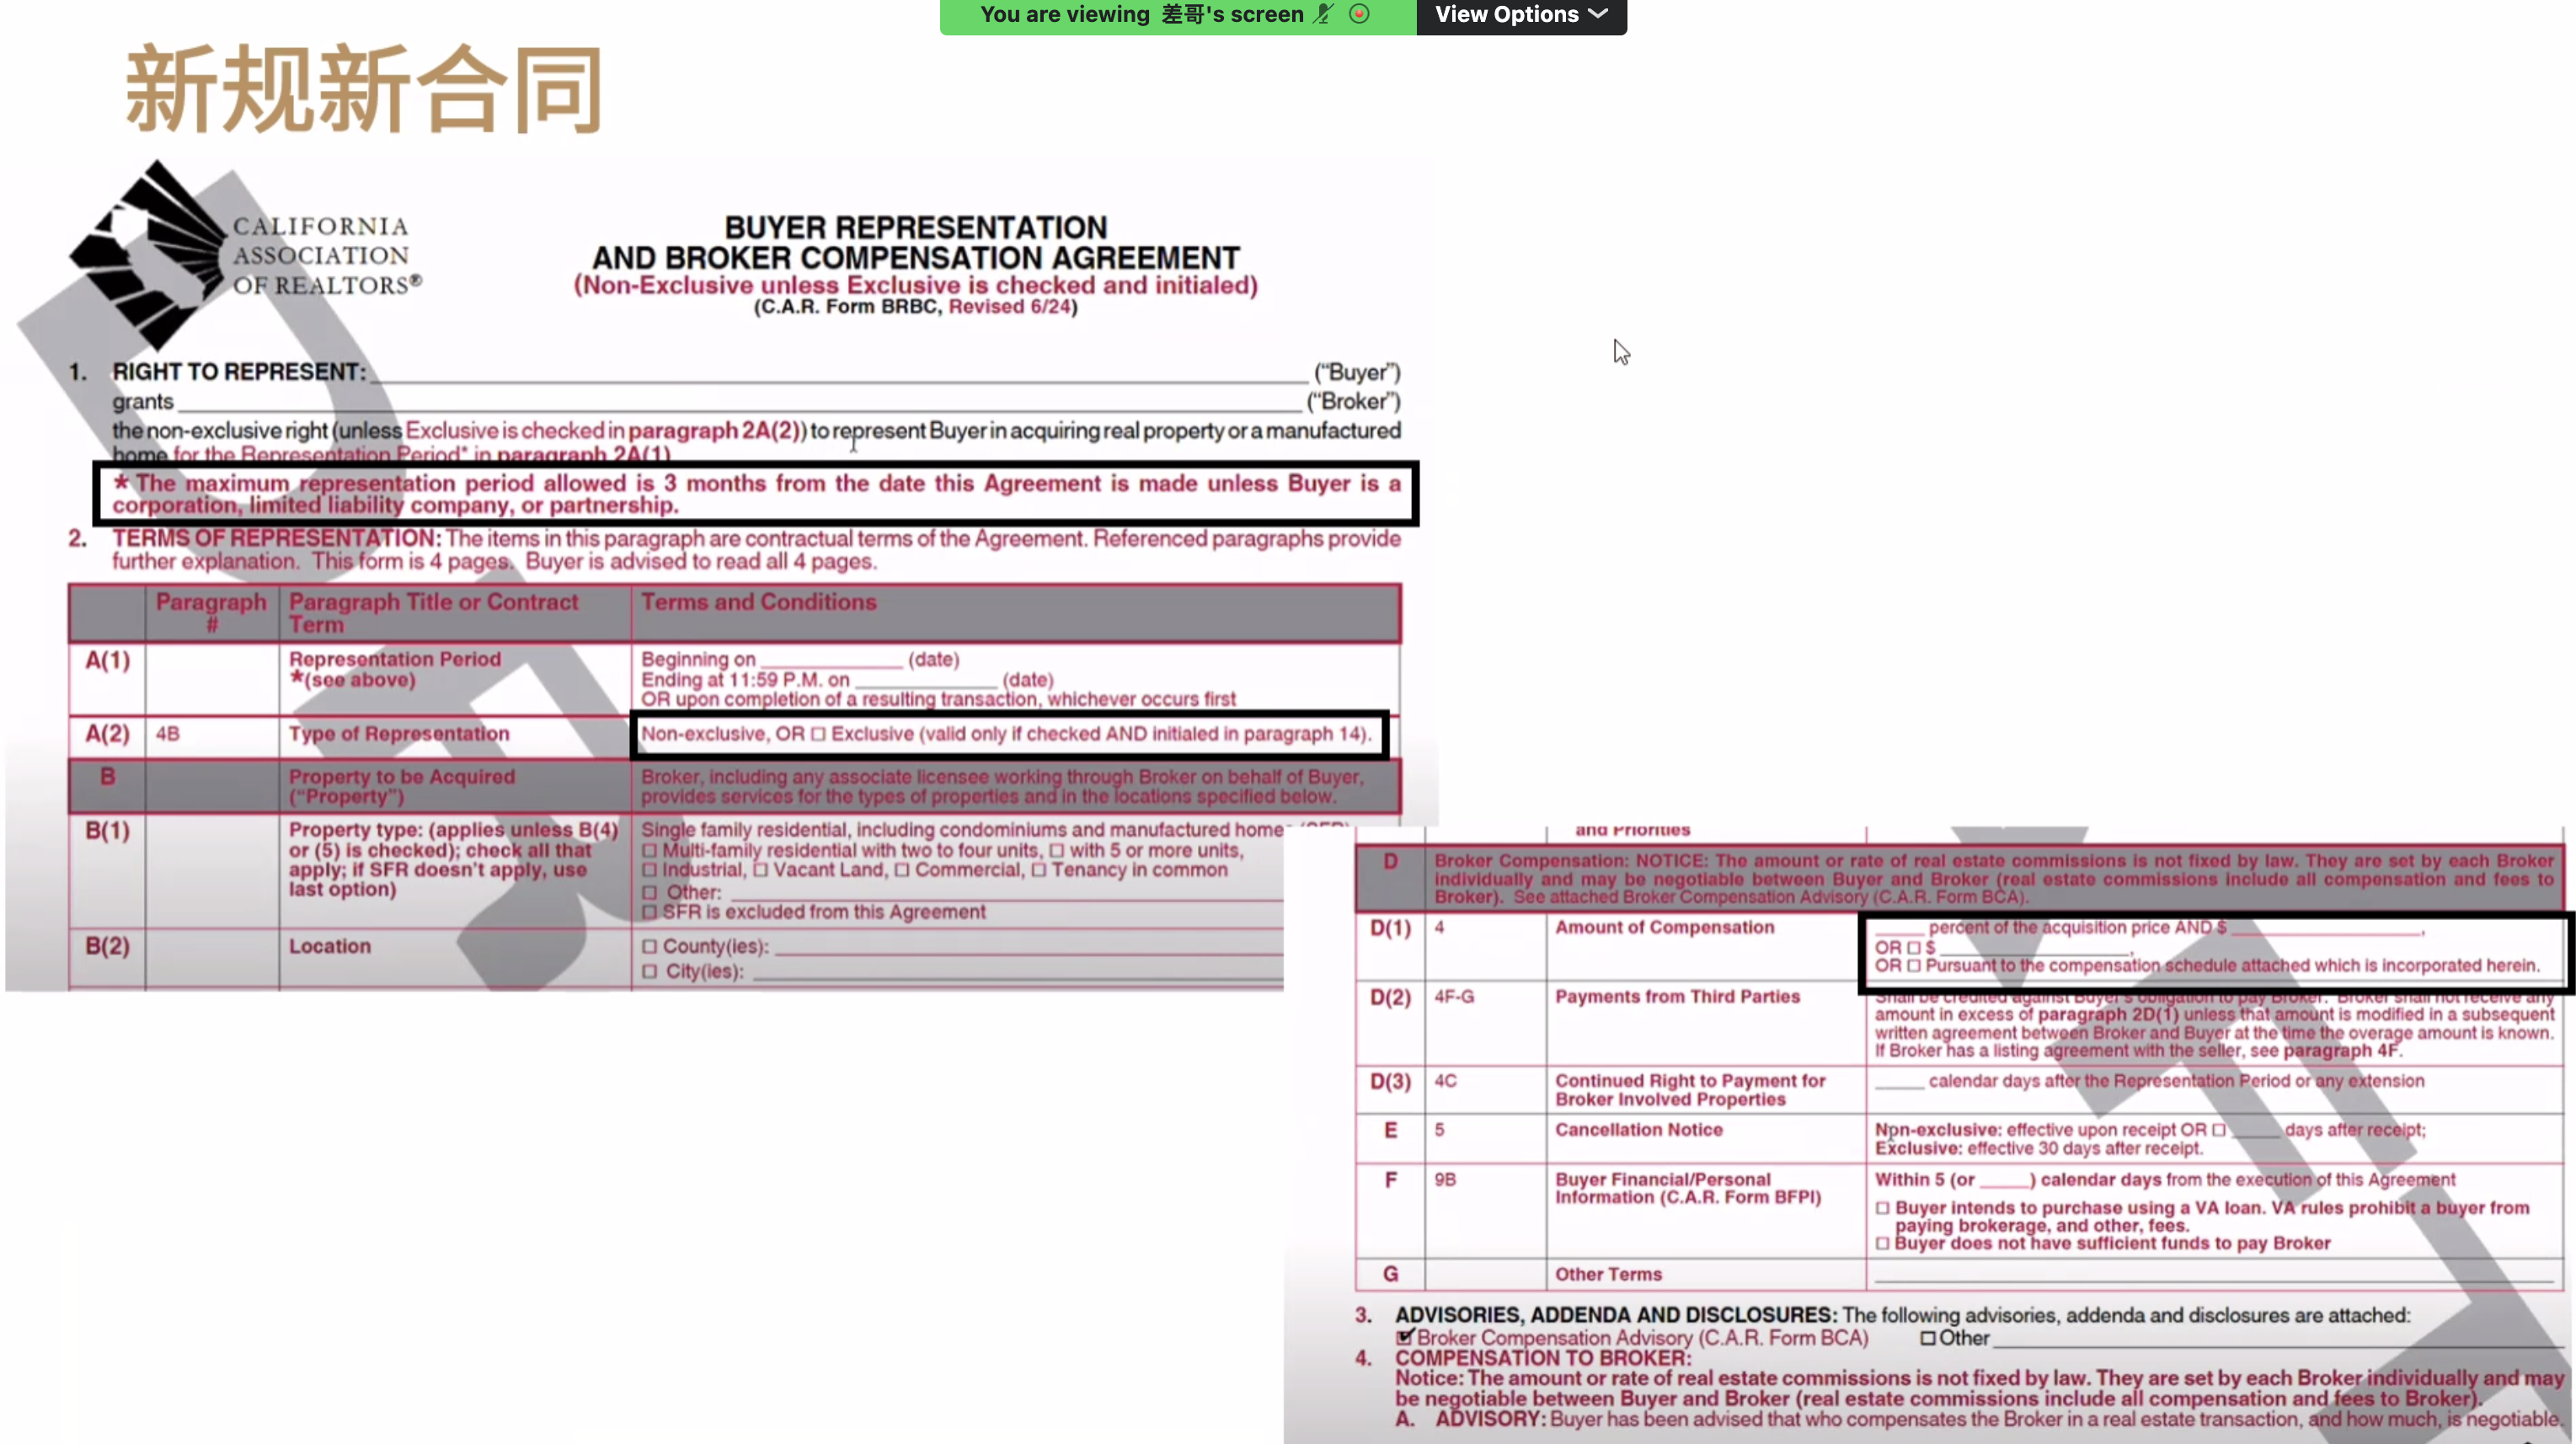 You are viewing 差哥's screen
View Options
新规新合同
CALIFORNIA
ASSOCIATION
OF REALTORS®
BUYER REPRESENTATION
AND BROKER COMPENSATION AGREEMENT
(Non-Exclusive unless Exclusive is checked and initialed)
(C.A.R. Form BRBC, Revised 6/24)
1. RIGHT TO REPRESENT: ("Buyer")
grants ("Broker")
the non-exclusive right (unless Exclusive is checked in paragraph 2A(2)) to represent Buyer in acquiring real property or a manufactured
home for the Representation Period* in paragraph 2A(1)
* The maximum representation period allowed is 3 months from the date this Agreement is made unless Buyer is a
corporation, limited liability company, or partnership.
2. TERMS OF REPRESENTATION: The items in this paragraph are contractual terms of the Agreement. Referenced paragraphs provide
further explanation. This form is 4 pages. Buyer is advised to read all 4 pages.
Paragraph # Paragraph Title or Contract Term Terms and Conditions
A(1) Representation Period *(see above)
Beginning on ____ (date)
Ending at 11:59 P.M. on ____ (date)
OR upon completion of a resulting transaction, whichever occurs first
A(2) 4B Type of Representation Non-exclusive, OR ☐ Exclusive (valid only if checked AND initialed in paragraph 14).
B Property to be Acquired ("Property")
Broker, including any associate licensee working through Broker on behalf of Buyer,
provides services for the types of properties and in the locations specified below.
B(1) Property type: (applies unless B(4)
or (5) is checked); check all that
apply; if SFR doesn't apply, use
last option)
Single family residential, including condominiums and manufactured home
☐ Multi-family residential with two to four units, ☐ with 5 or more units,
☐ Industrial, ☐ Vacant Land, ☐ Commercial, ☐ Tenancy in common
☐ Other:
☐ SFR is excluded from this Agreement
B(2) Location
☐ County(ies):
☐ City(ies):
and Priorities
D Broker Compensation: NOTICE: The amount or rate of real estate commissions is not fixed by law. They are set by each Broker
individually and may be negotiable between Buyer and Broker (real estate commissions include all compensation and fees to
Broker). See attached Broker Compensation Advisory (C.A.R. Form BCA).
D(1) 4 Amount of Compensation
____ percent of the acquisition price AND $ ____,
OR ☐ $ ____,
OR ☐ Pursuant to the compensation schedule attached which is incorporated herein.
D(2) 4F-G Payments from Third Parties
Shall be credited against Buyer's obligation to pay Broker. Broker shall not receive any
amount in excess of paragraph 2D(1) unless that amount is modified in a subsequent
written agreement between Broker and Buyer at the time the overage amount is known.
If Broker has a listing agreement with the seller, see paragraph 4F.
D(3) 4C Continued Right to Payment for
Broker Involved Properties
____ calendar days after the Representation Period or any extension
E 5 Cancellation Notice
Non-exclusive: effective upon receipt OR ☐ ____ days after receipt;
Exclusive: effective 30 days after receipt.
F 9B Buyer Financial/Personal
Information (C.A.R. Form BFPI)
Within 5 (or ____) calendar days from the execution of this Agreement
☐ Buyer intends to purchase using a VA loan. VA rules prohibit a buyer from
paying brokerage, and other, fees.
☐ Buyer does not have sufficient funds to pay Broker
G Other Terms
3. ADVISORIES, ADDENDA AND DISCLOSURES: The following advisories, addenda and disclosures are attached:
☑ Broker Compensation Advisory (C.A.R. Form BCA) ☐ Other
4. COMPENSATION TO BROKER:
Notice: The amount or rate of real estate commissions is not fixed by law. They are set by each Broker individually and may
be negotiable between Buyer and Broker (real estate commissions include all compensation and fees to Broker).
A. ADVISORY: Buyer has been advised that who compensates the Broker in a real estate transaction, and how much, is negotiable.